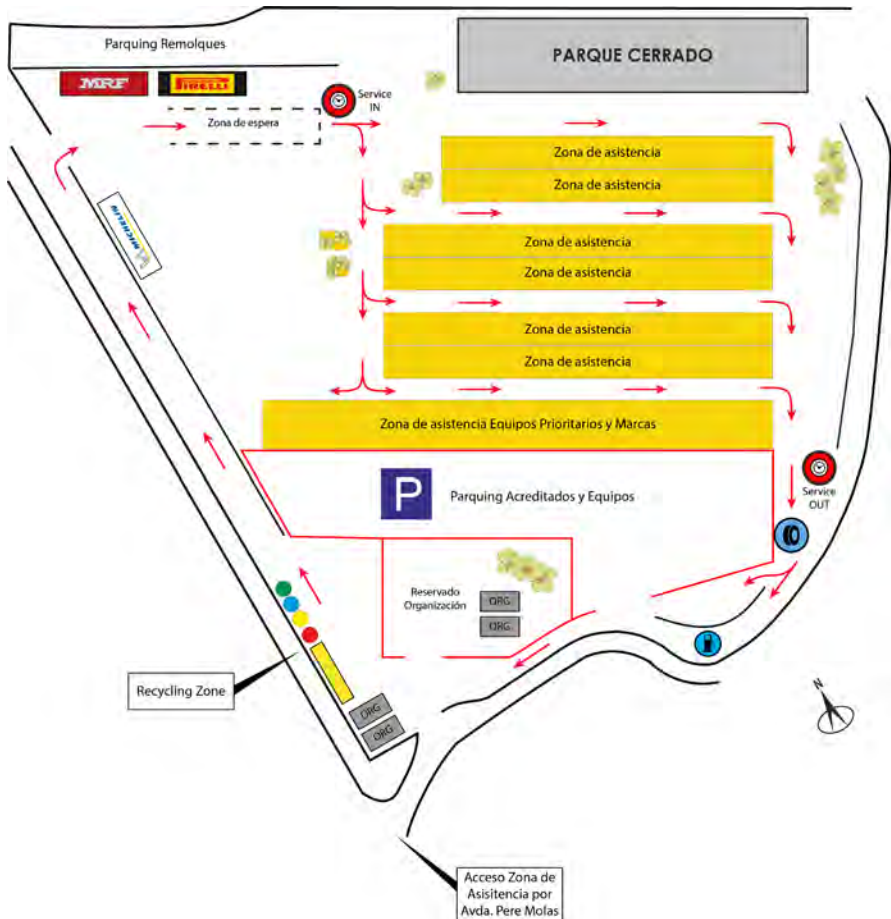 Parquing Remolques
PARQUE CERRADO
MRF
PIRELLI
Service
IN
Zona de espera
Zona de asistencia
Zona de asistencia
MICHELIN
Zona de asistencia
Zona de asistencia
Zona de asistencia
Zona de asistencia
Zona de asistencia Equipos Prioritarios y Marcas
P
Parquing Acreditados y Equipos
Service
OUT
Reservado
Organización
ORG
ORG
Recycling Zone
ORG
ORG
N
Acceso Zona de
Asisitencia por
Avda. Pere Molas